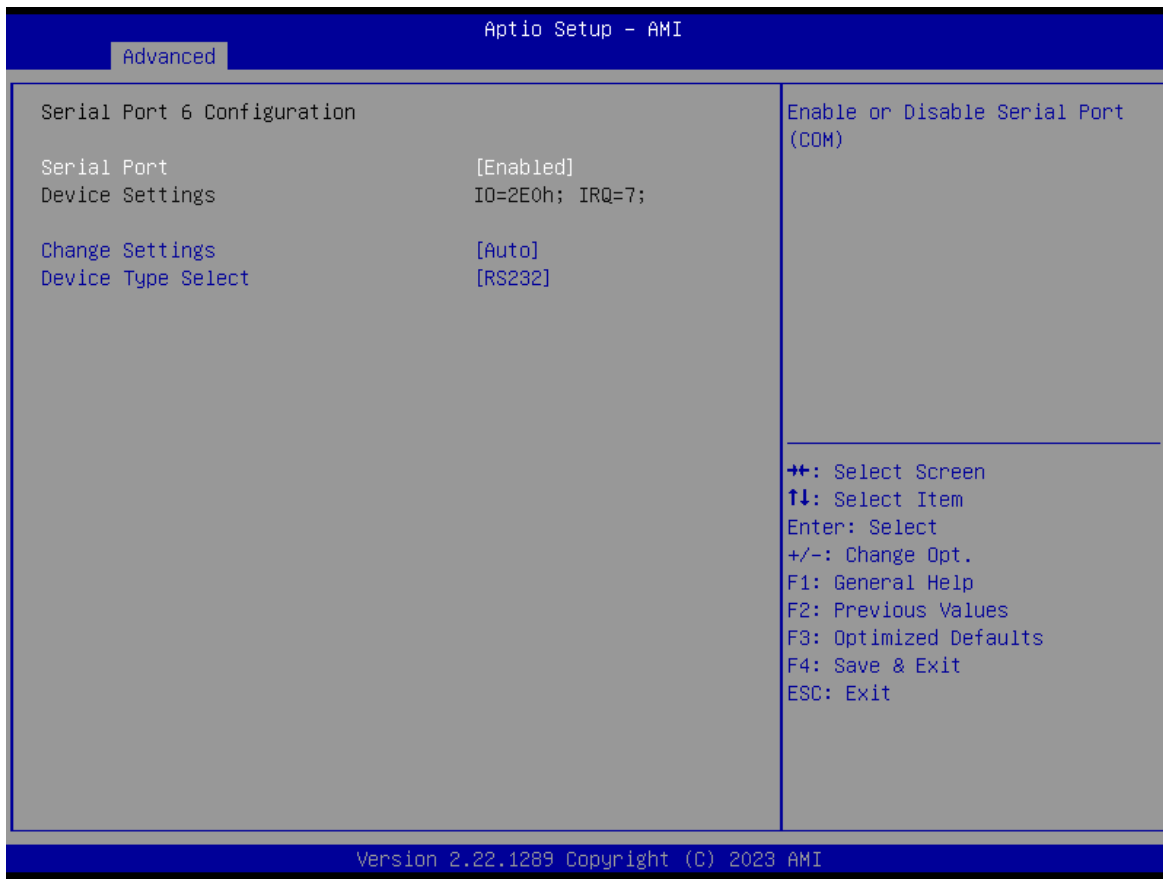 Aptio Setup – AMI
Advanced
Serial Port 6 Configuration
Serial Port [Enabled]
Device Settings IO=2E0h; IRQ=7;
Change Settings [Auto]
Device Type Select [RS232]
Enable or Disable Serial Port
(COM)
→←: Select Screen
↑↓: Select Item
Enter: Select
+/-: Change Opt.
F1: General Help
F2: Previous Values
F3: Optimized Defaults
F4: Save & Exit
ESC: Exit
Version 2.22.1289 Copyright (C) 2023 AMI